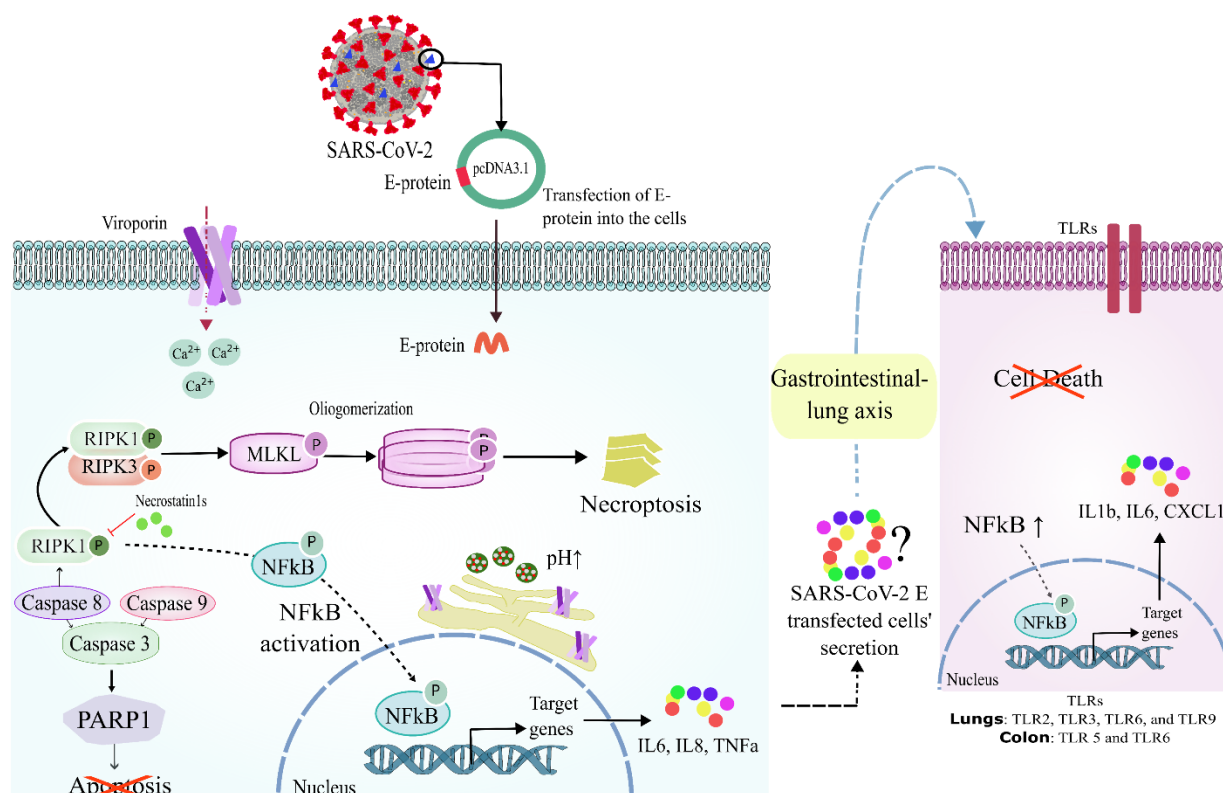 SARS-CoV-2
pcDNA3.1
E-protein
Transfection of E-
protein into the cells
Viroporin
Ca2+
Ca2+
Ca2+
E-protein
Oliogomerization
RIPK1
P
RIPK3
P
MLKL
P
P
P
Necroptosis
Necrostatin1s
RIPK1
P
Caspase 8
Caspase 9
Caspase 3
PARP1
Apoptosis
P
NFkB
NFkB
activation
pH↑
P
NFkB
Target
genes
IL6, IL8, TNFa
Nucleus
Gastrointestinal-
lung axis
?
SARS-CoV-2 E
transfected cells'
secretion
TLRs
Cell Death
IL1b, IL6, CXCL1
NFkB ↑
P
NFkB
Target
genes
Nucleus
TLRs
Lungs: TLR2, TLR3, TLR6, and TLR9
Colon: TLR 5 and TLR6